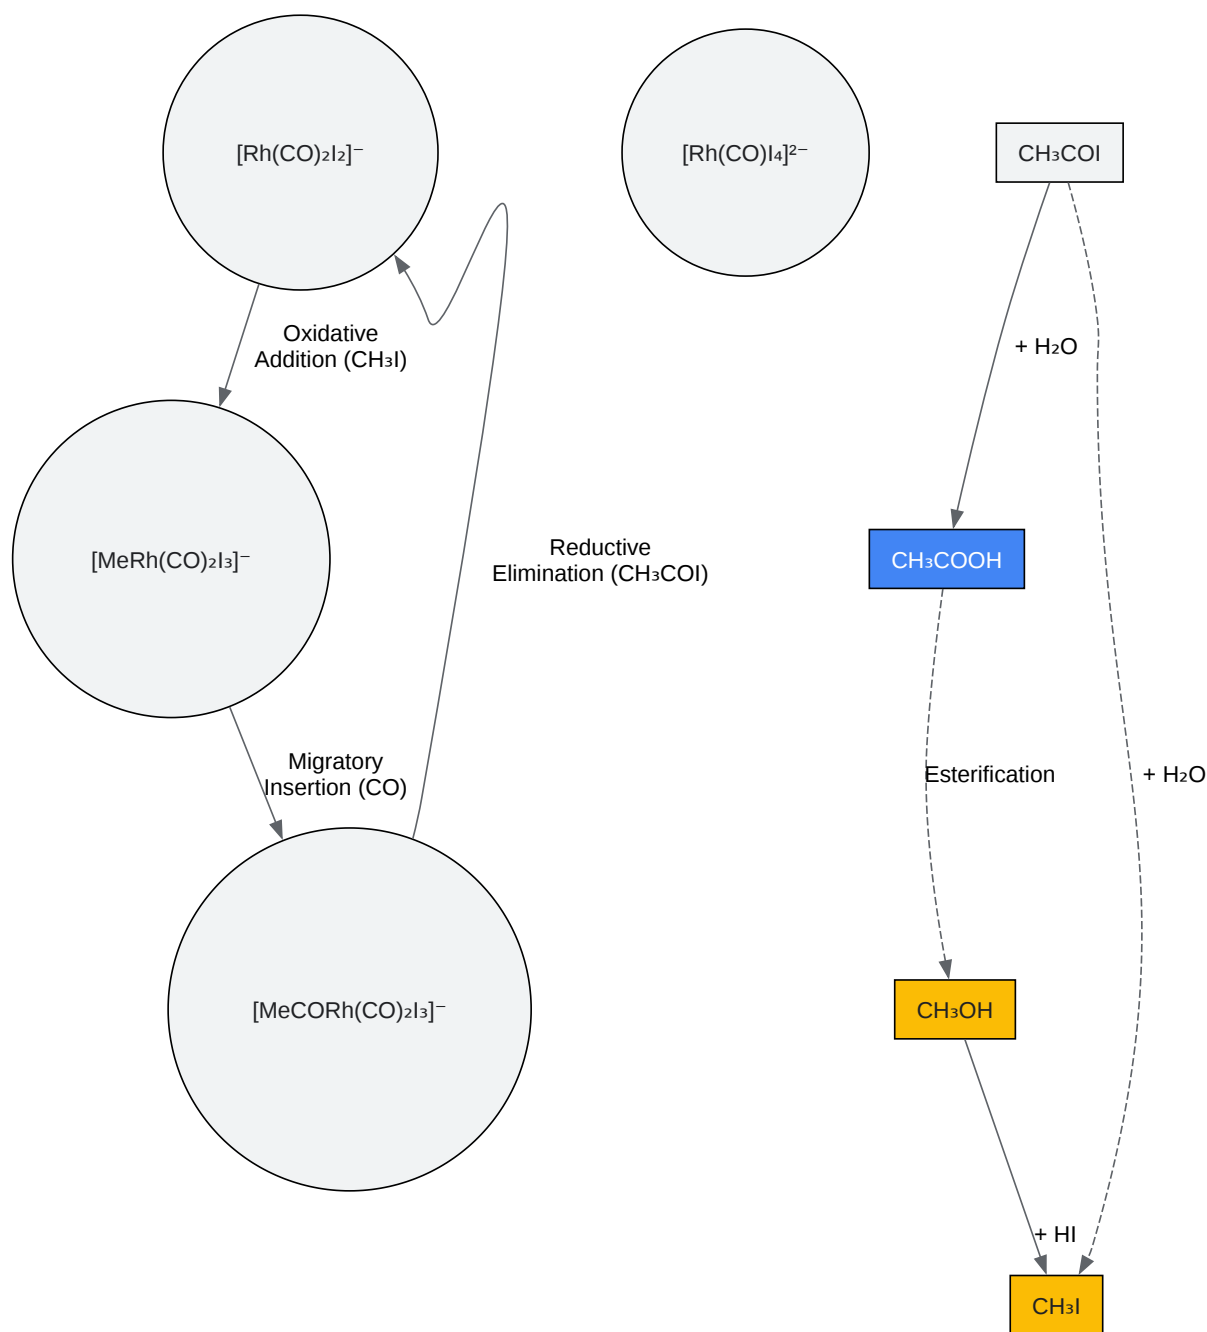 [Rh(CO)₂I₂]⁻
[Rh(CO)I₄]²⁻
CH₃COI
Oxidative
Addition (CH₃I)
+ H₂O
[MeRh(CO)₂I₃]⁻
Reductive
Elimination (CH₃COI)
CH₃COOH
Migratory
Insertion (CO)
Esterification
+ H₂O
[MeCORh(CO)₂I₃]⁻
CH₃OH
+ HI
CH₃I